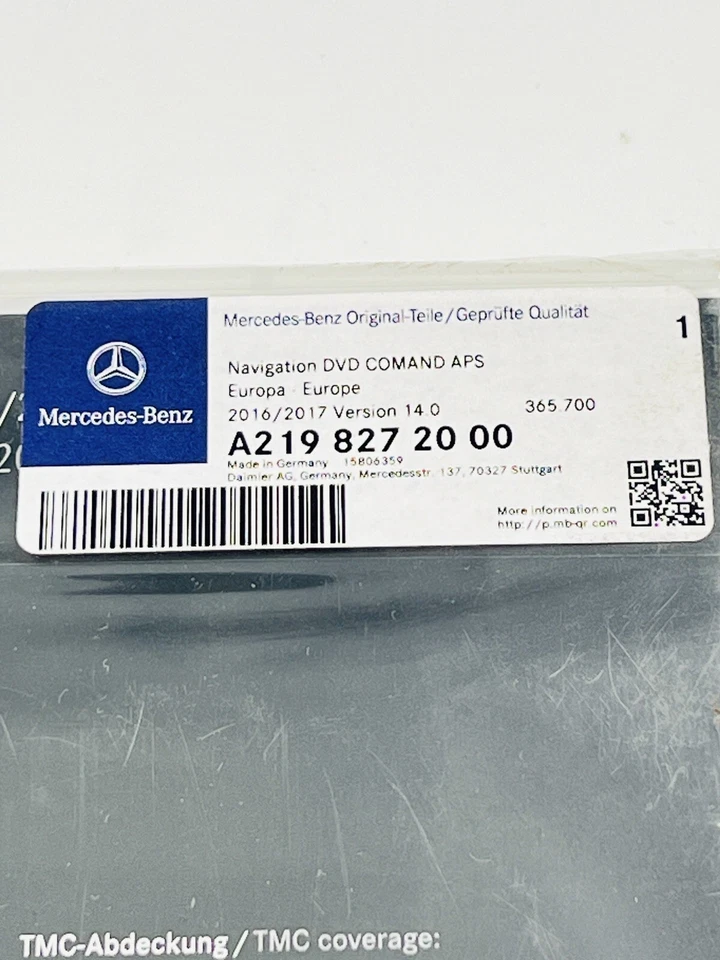 Mercedes-Benz Original-Teile/Geprüfte Qualität
1
Mercedes-Benz
Navigation DVD COMAND APS
Europa · Europe
2016/2017 Version 14.0
365.700
A219 827 20 00
Made in Germany 15806359
Daimler AG, Germany, Mercedesstr. 137, 70327 Stuttgart
More information on
http://p.mb-qr.com
TMC-Abdeckung/TMC coverage: